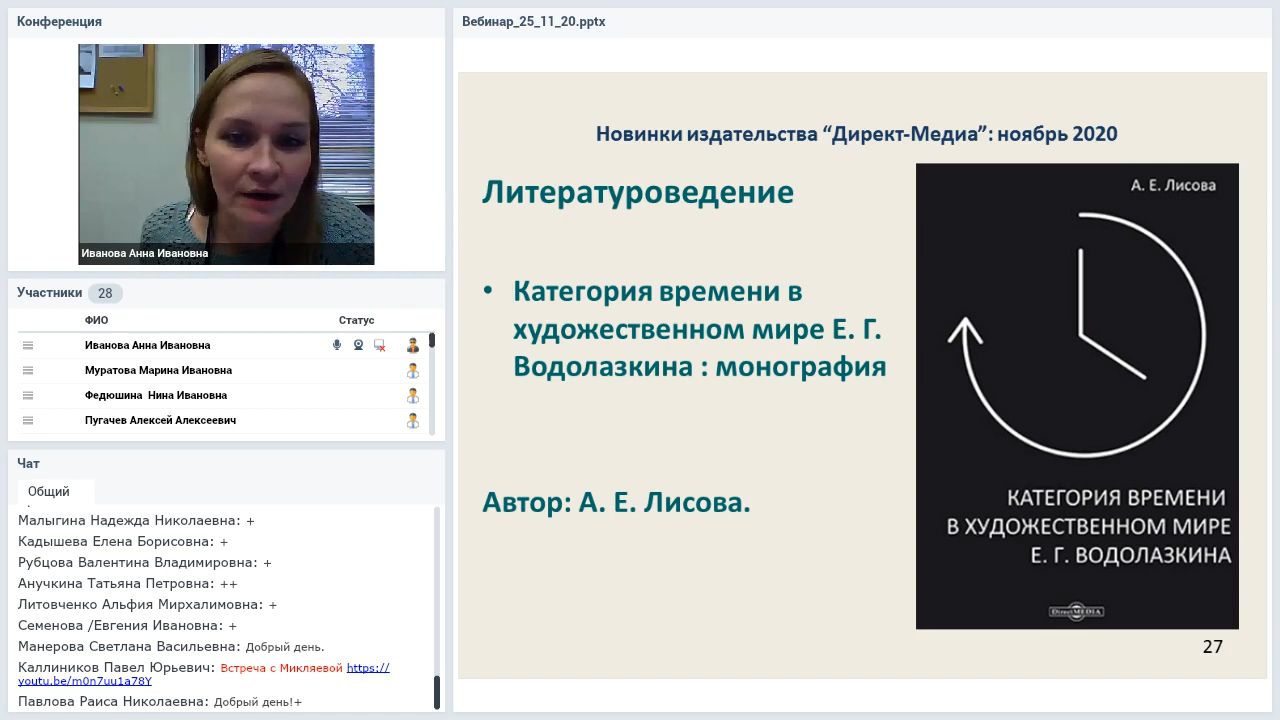 Конференция
Иванова Анна Ивановна
Участники 28
ФИО Статус
Иванова Анна Ивановна
Муратова Марина Ивановна
Федюшина Нина Ивановна
Пугачев Алексей Алексеевич
Чат
Общий
Малыгина Надежда Николаевна: +
Кадышева Елена Борисовна: +
Рубцова Валентина Владимировна: +
Анучкина Татьяна Петровна: ++
Литовченко Альфия Мирхалимовна: +
Семенова /Евгения Ивановна: +
Манерова Светлана Васильевна: Добрый день.
Каллиников Павел Юрьевич: Встреча с Микляевой https://
youtu.be/m0n7uu1a78Y
Павлова Раиса Николаевна: Добрый день!+
Вебинар_25_11_20.pptx
Новинки издательства “Директ-Медиа”: ноябрь 2020
Литературоведение
• Категория времени в
художественном мире Е. Г.
Водолазкина : монография
Автор: А. Е. Лисова.
А. Е. Лисова
КАТЕГОРИЯ ВРЕМЕНИ
В ХУДОЖЕСТВЕННОМ МИРЕ
Е. Г. ВОДОЛАЗКИНА
DirectMEDIA
27